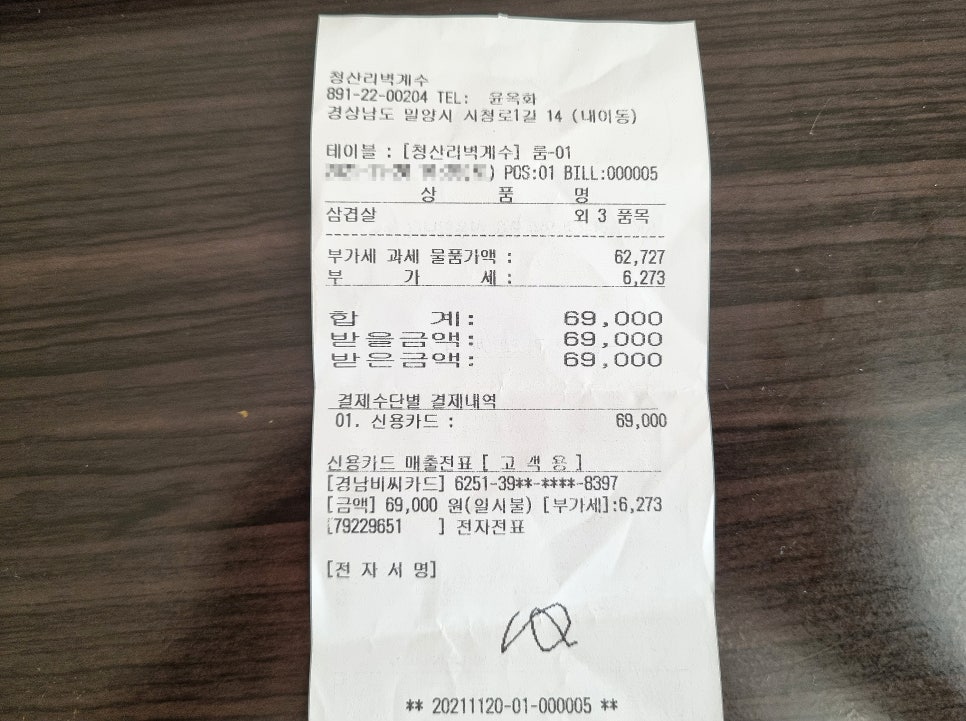 청산리벽계수
891-22-00204 TEL: 윤옥화
경상남도 밀양시 시청로1길 14 (내이동)
테이블 : [청산리벽계수] 룸-01
) POS:01 BILL:000005
상 품 명
삼겹살 외 3 품목
부가세 과세 물품가액 : 62,727
부 가 세 : 6,273
합 계: 69,000
받을금액: 69,000
받은금액: 69,000
결제수단별 결제내역
01. 신용카드 : 69,000
신용카드 매출전표 [ 고 객 용 ]
[경남비씨카드] 6251-39**-****-8397
[금액] 69,000 원(일시불) [부가세]:6,273
[79229651 ] 전자전표
[전 자 서 명]
** 20211120-01-000005 **